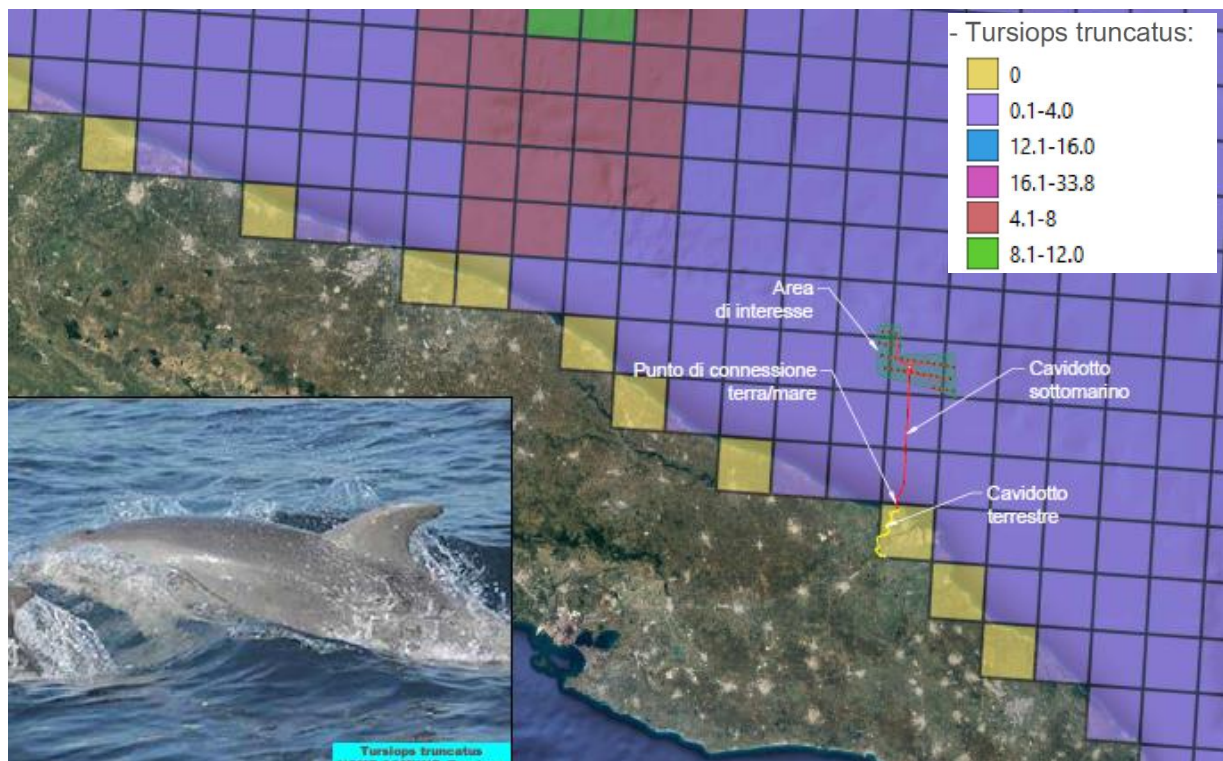 - Tursiops truncatus:
0
0.1-4.0
12.1-16.0
16.1-33.8
4.1-8
8.1-12.0
Area
di interesse
Punto di connessione
terra/mare
Cavidotto
sottomarino
Cavidotto
terrestre
Tursiops truncatus